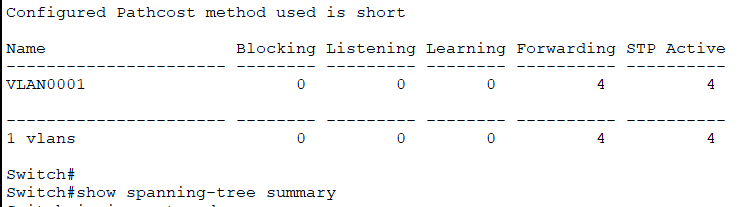 Configured Pathcost method used is short
Name Blocking Listening Learning Forwarding STP Active
---------------------- -------- --------- -------- ---------- ----------
VLAN0001 0 0 0 4 4
---------------------- -------- --------- -------- ---------- ----------
1 vlans 0 0 0 4 4
Switch#
Switch#show spanning-tree summary